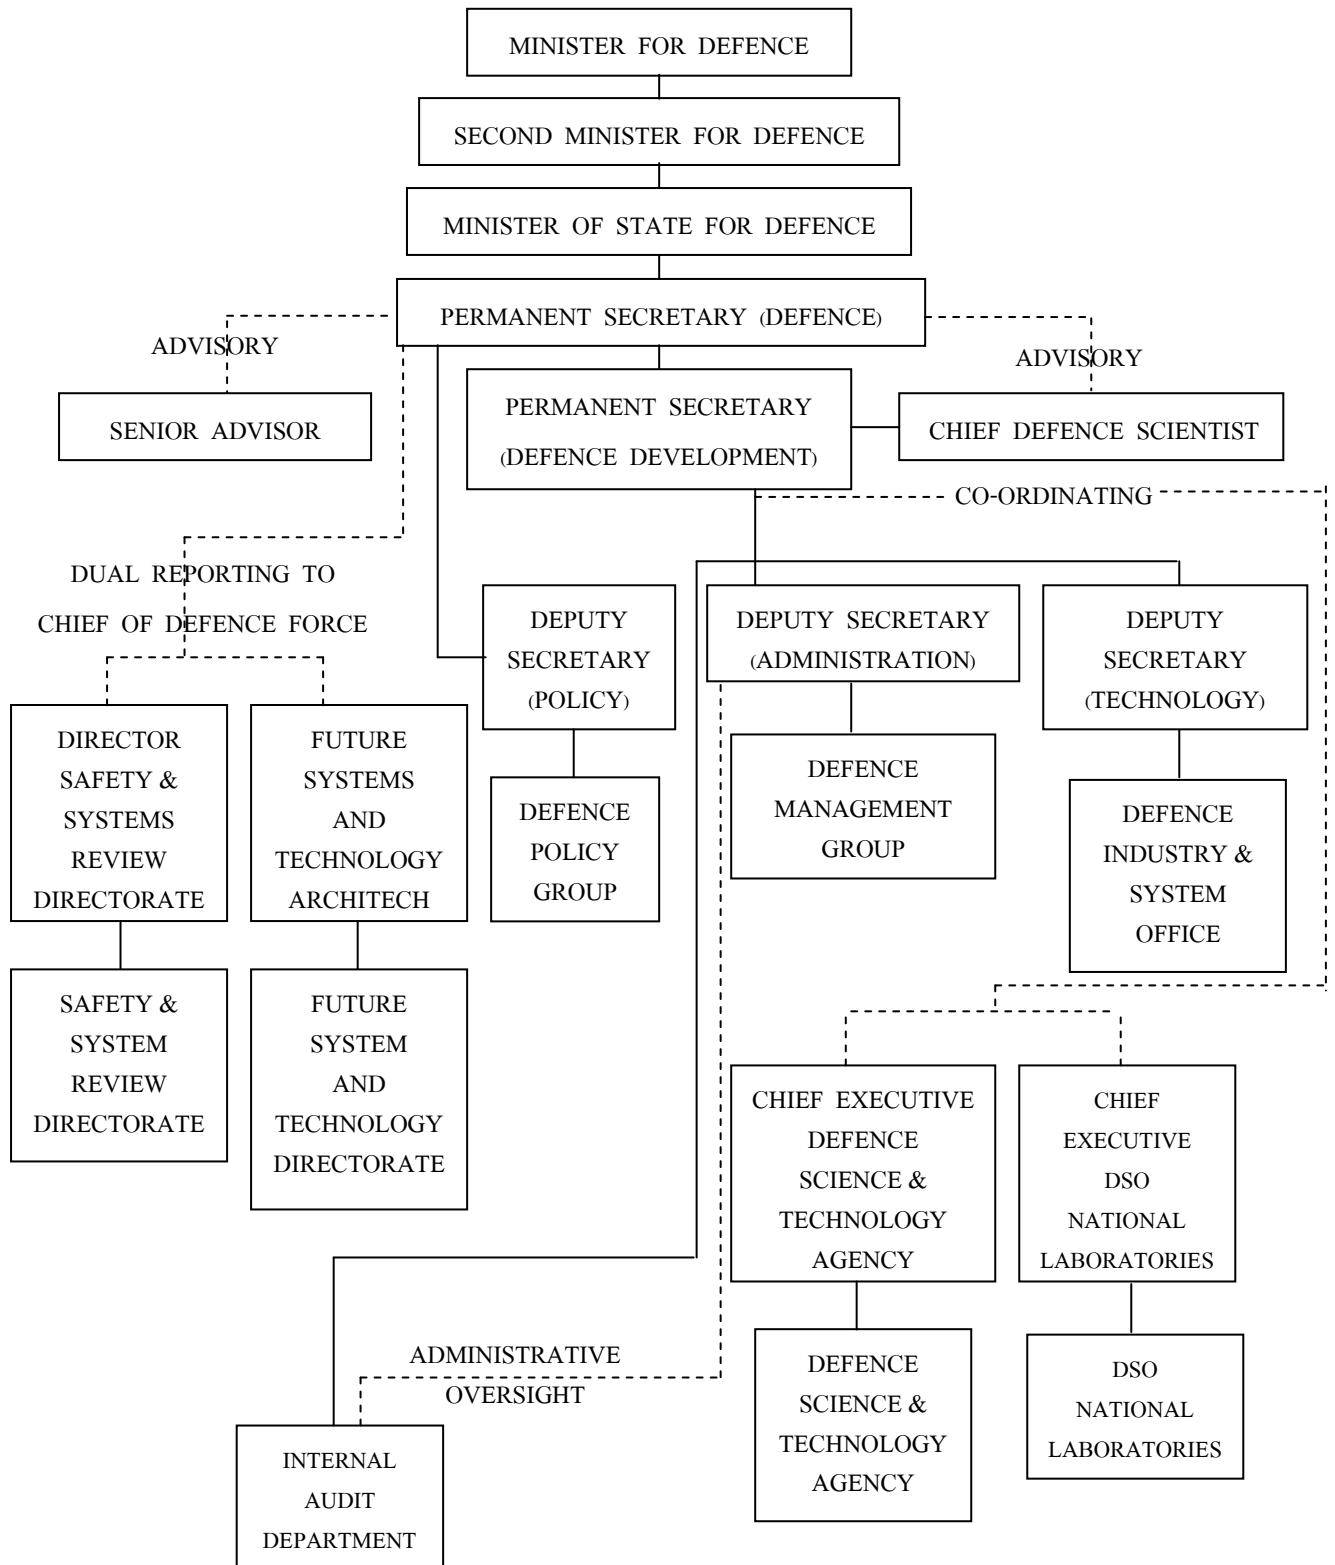 MINISTER FOR DEFENCE
SECOND MINISTER FOR DEFENCE
MINISTER OF STATE FOR DEFENCE
PERMANENT SECRETARY (DEFENCE)
ADVISORY
ADVISORY
SENIOR ADVISOR
PERMANENT SECRETARY
(DEFENCE DEVELOPMENT)
CHIEF DEFENCE SCIENTIST
CO-ORDINATING
DUAL REPORTING TO
CHIEF OF DEFENCE FORCE
DEPUTY
SECRETARY
(POLICY)
DEPUTY SECRETARY
(ADMINISTRATION)
DEPUTY
SECRETARY
(TECHNOLOGY)
DIRECTOR
SAFETY &
SYSTEMS
REVIEW
DIRECTORATE
FUTURE
SYSTEMS
AND
TECHNOLOGY
ARCHITECH
DEFENCE
POLICY
GROUP
DEFENCE
MANAGEMENT
GROUP
DEFENCE
INDUSTRY &
SYSTEM
OFFICE
SAFETY &
SYSTEM
REVIEW
DIRECTORATE
FUTURE
SYSTEM
AND
TECHNOLOGY
DIRECTORATE
CHIEF EXECUTIVE
DEFENCE
SCIENCE &
TECHNOLOGY
AGENCY
CHIEF
EXECUTIVE
DSO
NATIONAL
LABORATORIES
ADMINISTRATIVE
OVERSIGHT
DEFENCE
SCIENCE &
TECHNOLOGY
AGENCY
DSO
NATIONAL
LABORATORIES
INTERNAL
AUDIT
DEPARTMENT